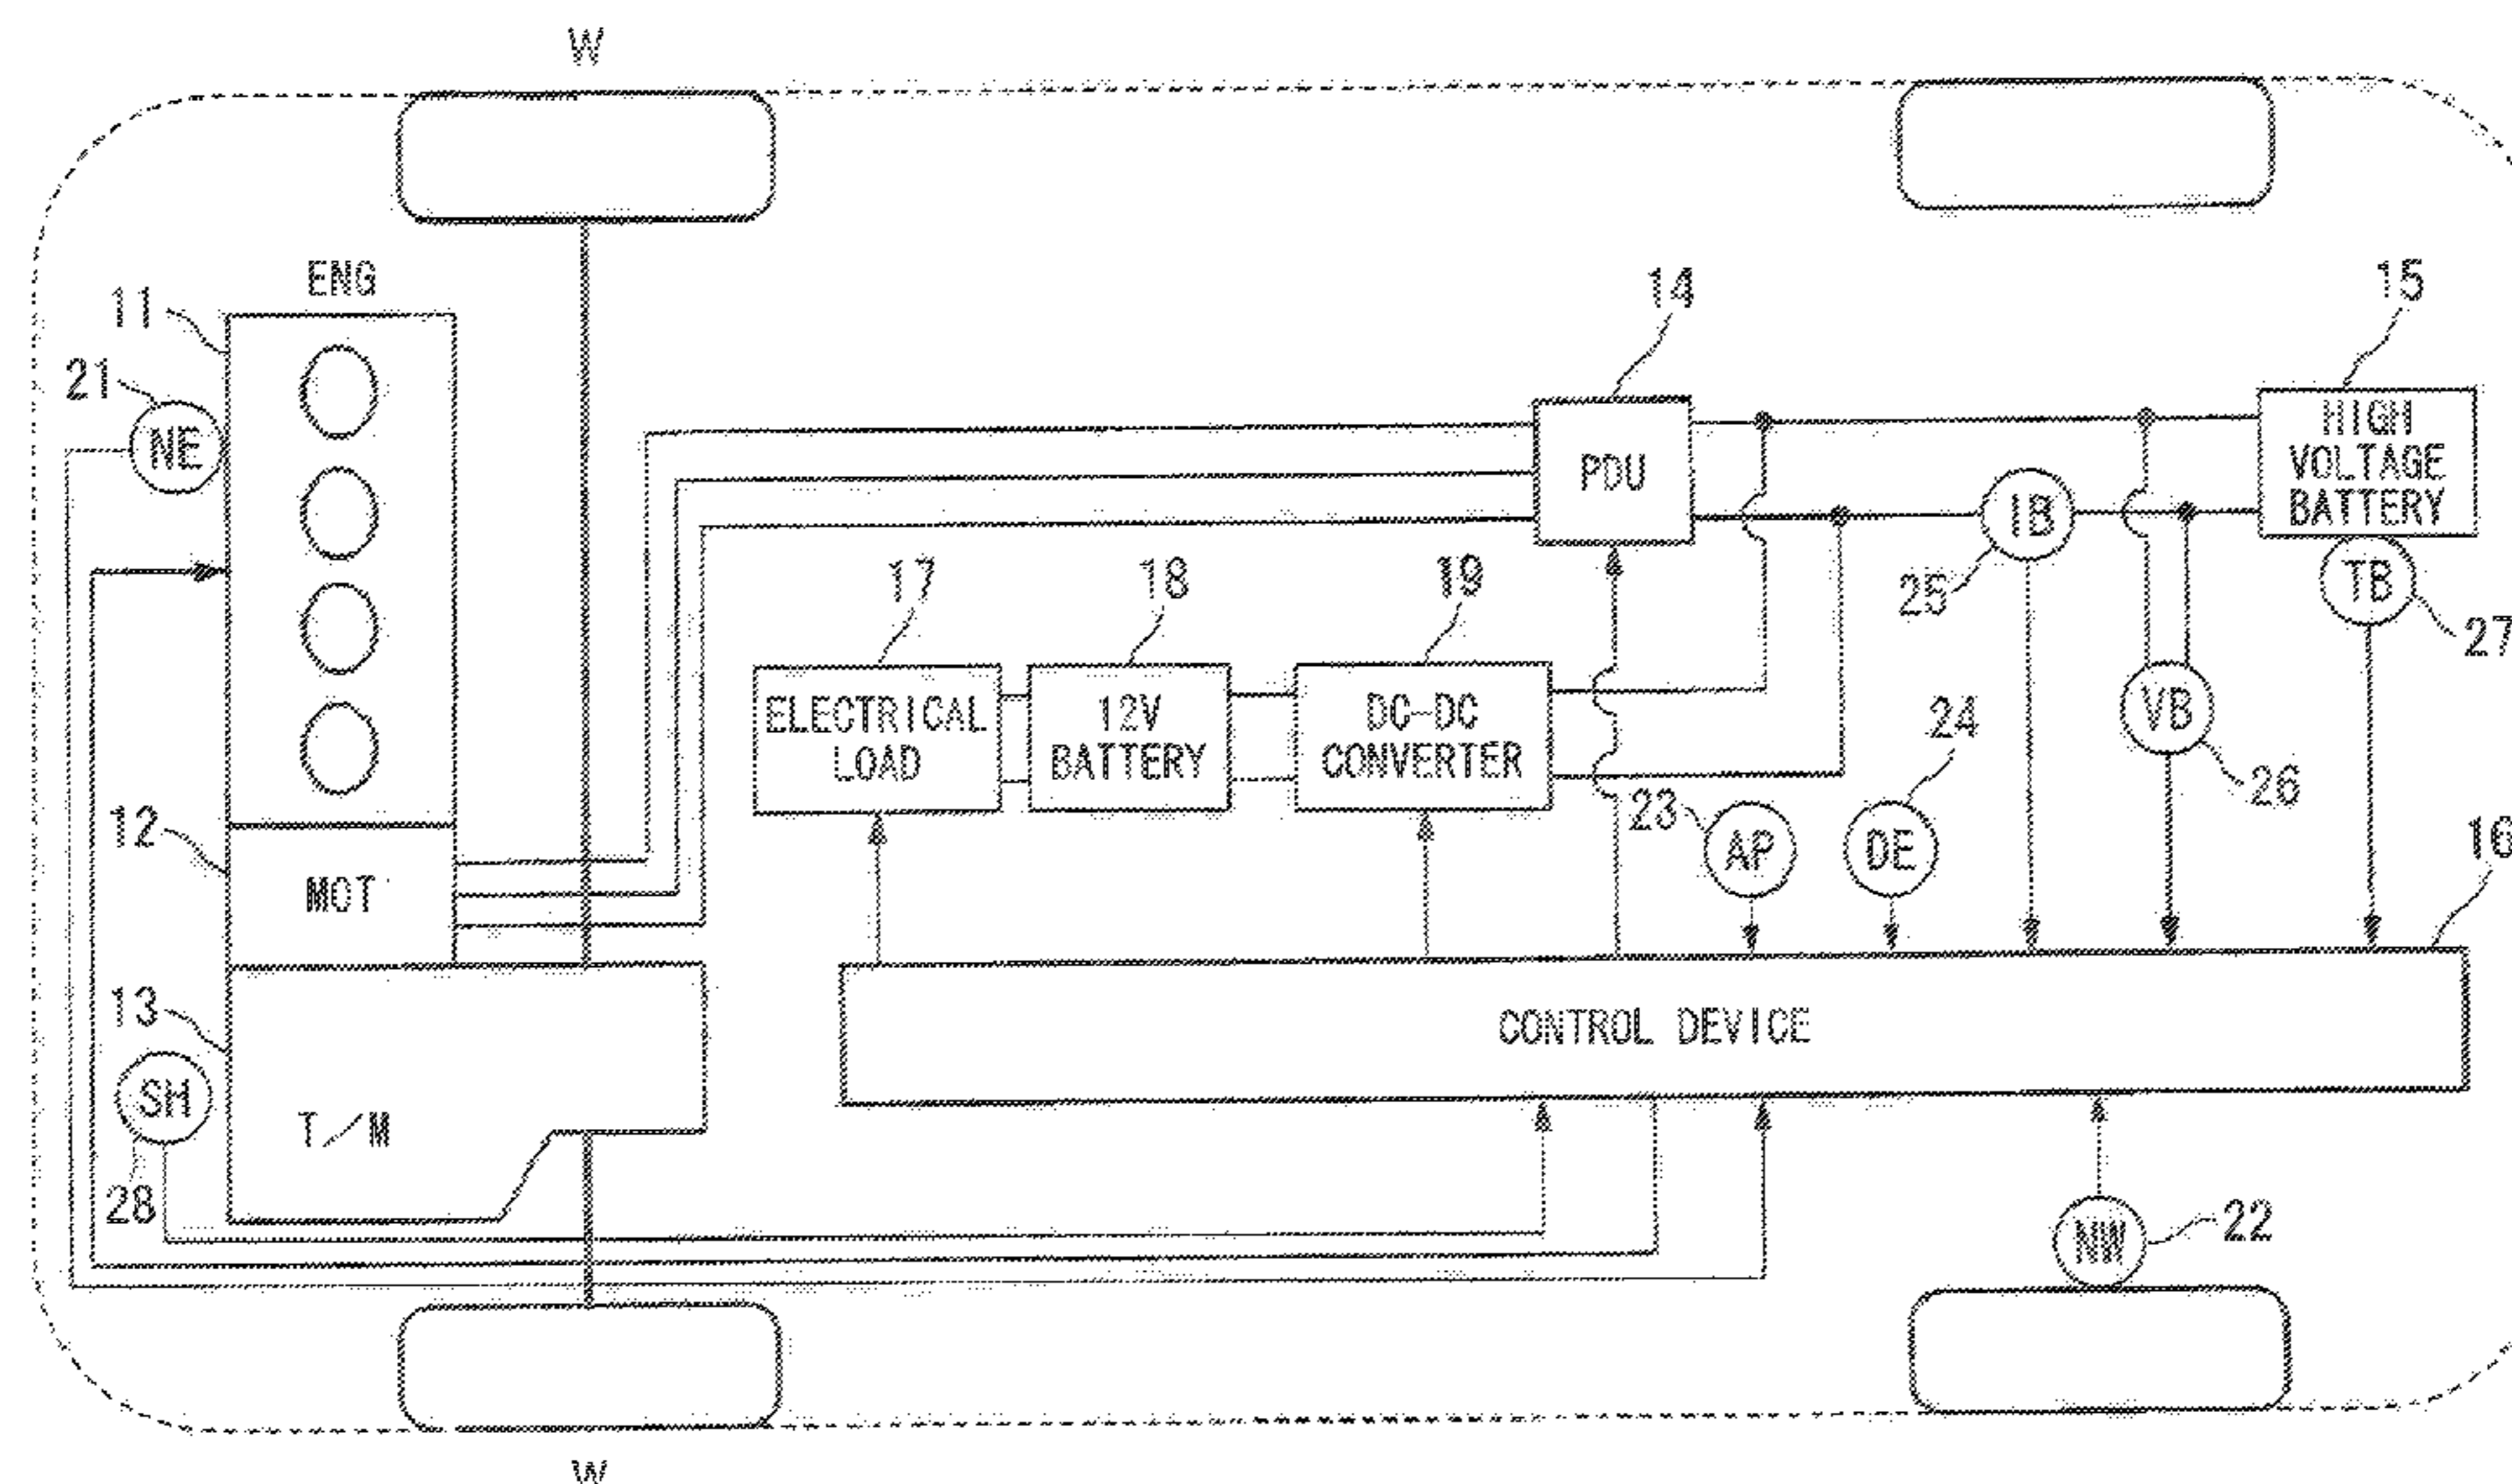 W
ENG
11
14
15
21
NE
PDU
HIGH
VOLTAGE
BATTERY
IB
17
18
19
25
TB
27
ELECTRICAL
LOAD
12V
BATTERY
DC-DC
CONVERTER
VB
24
26
23
AP
DE
12
16
MOT
13
CONTROL DEVICE
SH
T/M
28
22
NW
W